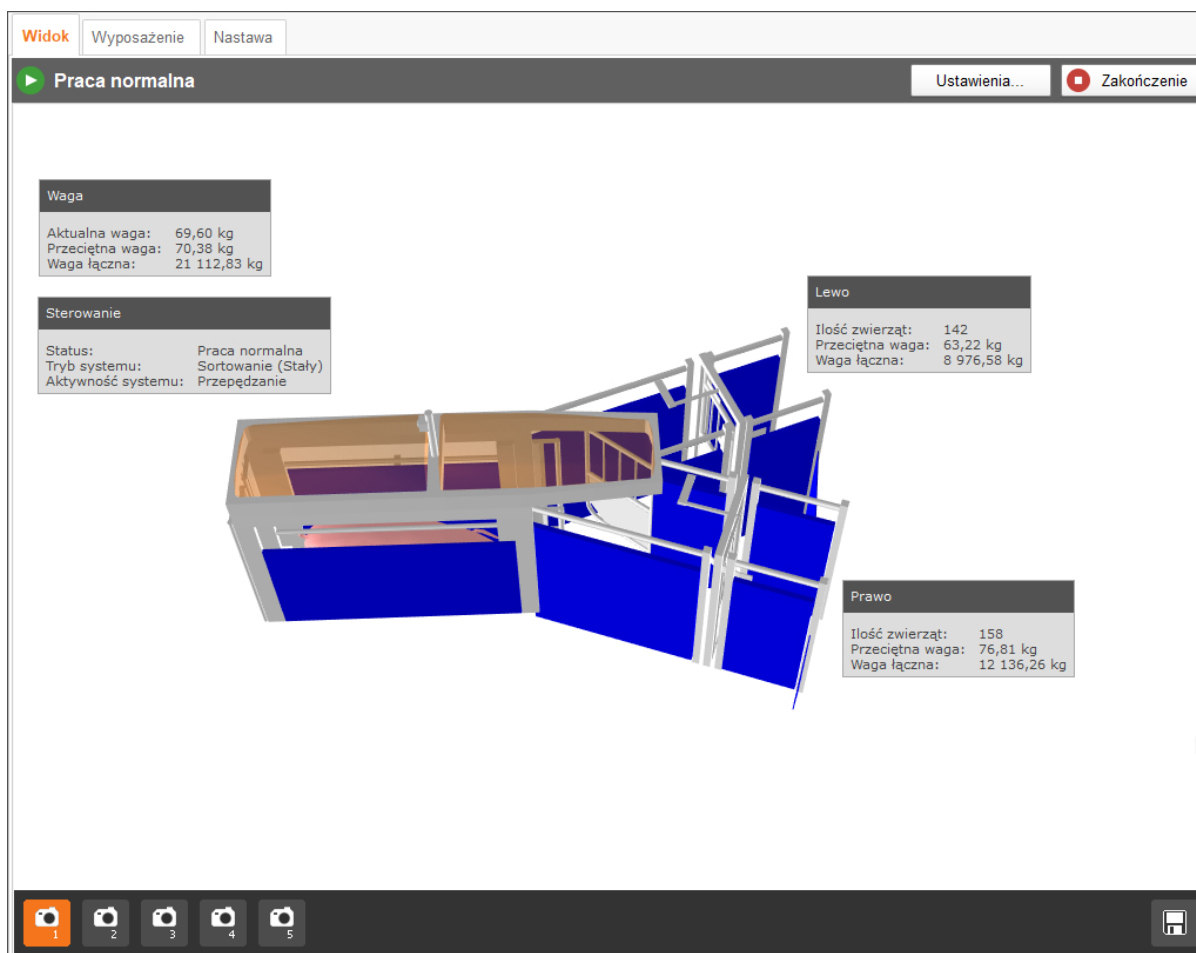 Widok Wyposażenie Nastawa
Praca normalna Ustawienia... Zakończenie
Waga
Aktualna waga: 69,60 kg
Przeciętna waga: 70,38 kg
Waga łączna: 21 112,83 kg
Sterowanie
Status: Praca normalna
Tryb systemu: Sortowanie (Stały)
Aktywność systemu: Przepędzanie
Lewo
Ilość zwierząt: 142
Przeciętna waga: 63,22 kg
Waga łączna: 8 976,58 kg
Prawo
Ilość zwierząt: 158
Przeciętna waga: 76,81 kg
Waga łączna: 12 136,26 kg
1 2 3 4 5